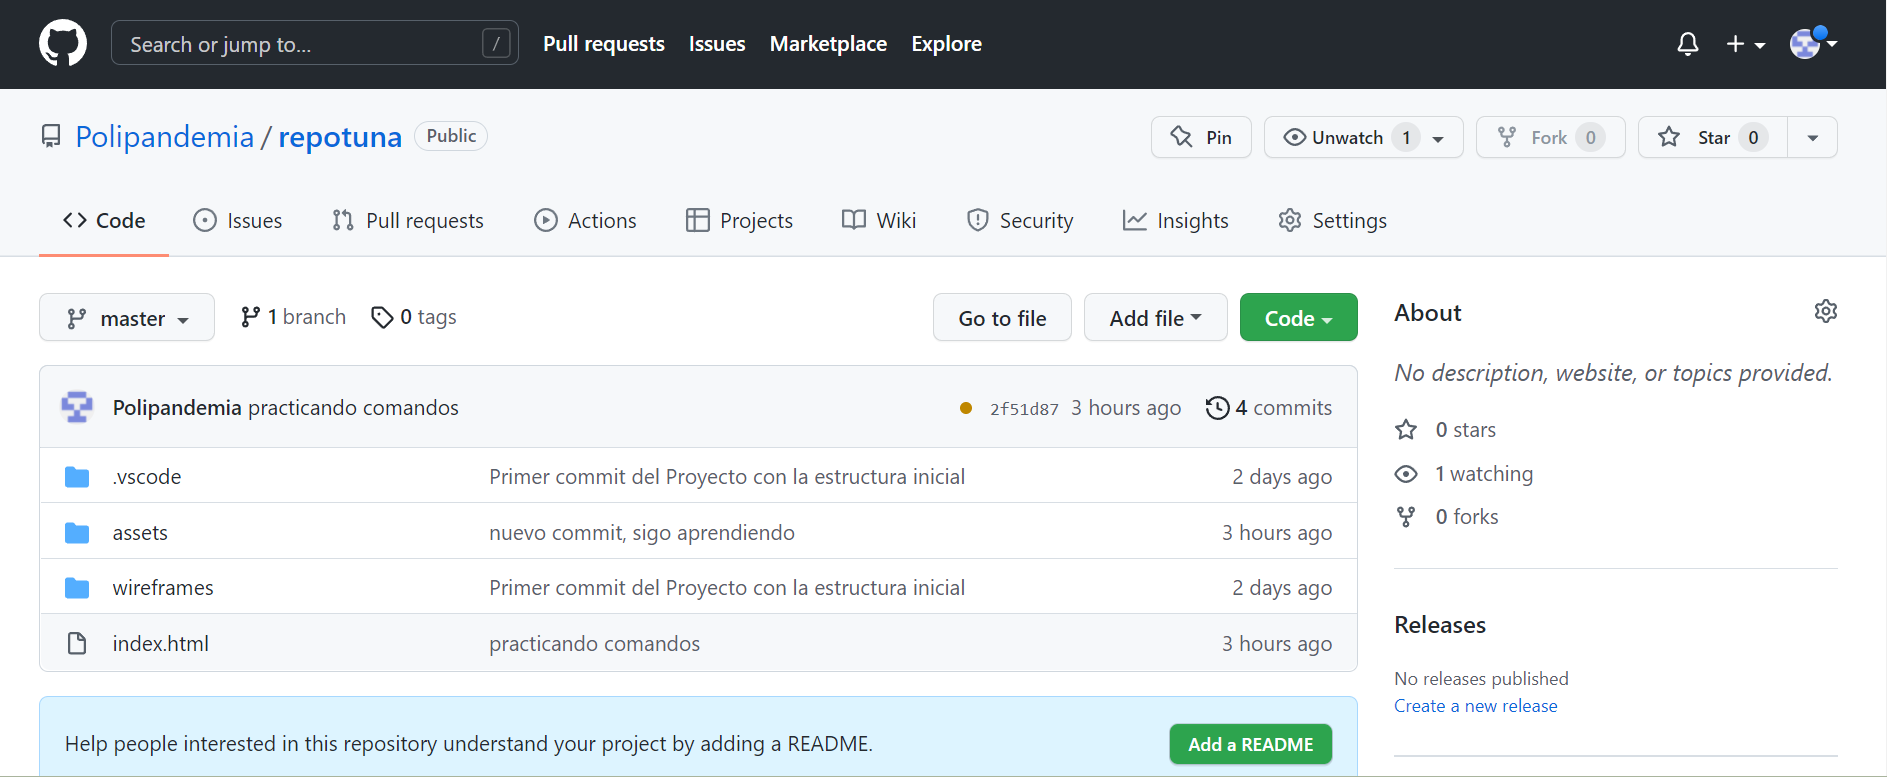 Search or jump to... / Pull requests Issues Marketplace Explore
Polipandemia / repotuna Public Pin Unwatch 1 Fork 0 Star 0
Code Issues Pull requests Actions Projects Wiki Security Insights Settings
master 1 branch 0 tags Go to file Add file Code
Polipandemia practicando comandos 2f51d87 3 hours ago 4 commits
.vscode Primer commit del Proyecto con la estructura inicial 2 days ago
assets nuevo commit, sigo aprendiendo 3 hours ago
wireframes Primer commit del Proyecto con la estructura inicial 2 days ago
index.html practicando comandos 3 hours ago
Help people interested in this repository understand your project by adding a README. Add a README
About
No description, website, or topics provided.
0 stars
1 watching
0 forks
Releases
No releases published
Create a new release